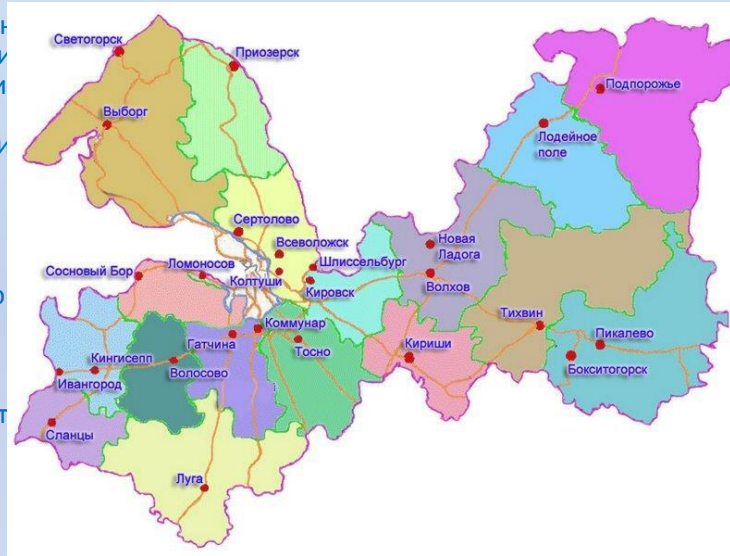 Светогорск
Приозерск
Подпорожье
Выборг
Лодейное
поле
Сертолово
Новая
Ладога
Всеволожск
Шлиссельбург
Сосновый Бор
Ломоносов
Колтуши
Кировск
Волхов
Тихвин
Коммунар
Гатчина
Тосно
Кириши
Пикалево
Бокситогорск
Кингисепп
Ивангород
Волосово
Сланцы
Луга